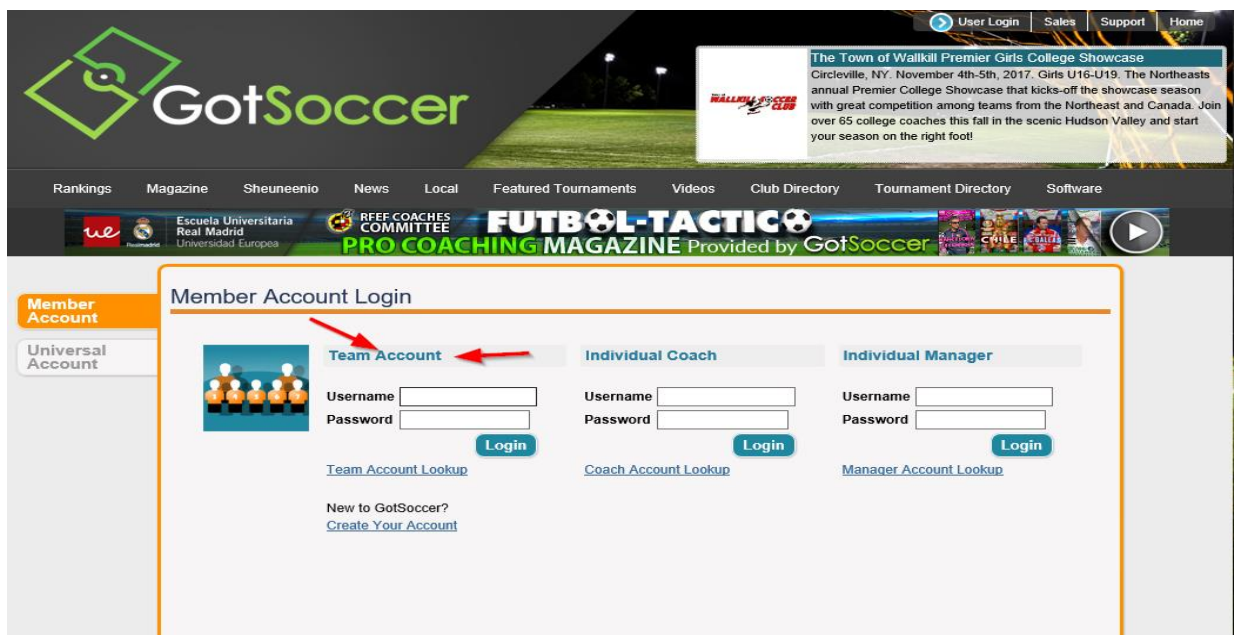 User Login Sales Support Home
GotSoccer
WALLKILL SOCCER CLUB
The Town of Wallkill Premier Girls College Showcase
Circleville, NY. November 4th-5th, 2017. Girls U16-U19. The Northeasts
annual Premier College Showcase that kicks-off the showcase season
with great competition among teams from the Northeast and Canada. Join
over 65 college coaches this fall in the scenic Hudson Valley and start
your season on the right foot!
Rankings Magazine Sheuneenio News Local Featured Tournaments Videos Club Directory Tournament Directory Software
ue
Realmadrid
Escuela Universitaria
Real Madrid
Universidad Europea
RFEF COACHES
COMMITTEE
FUTBOL-TACTICO
PRO COACHING MAGAZINE Provided by GotSoccer
CHILE
Member
Account
Universal
Account
Member Account Login
Team Account
Username
Password
Login
Team Account Lookup
New to GotSoccer?
Create Your Account
Individual Coach
Username
Password
Login
Coach Account Lookup
Individual Manager
Username
Password
Login
Manager Account Lookup